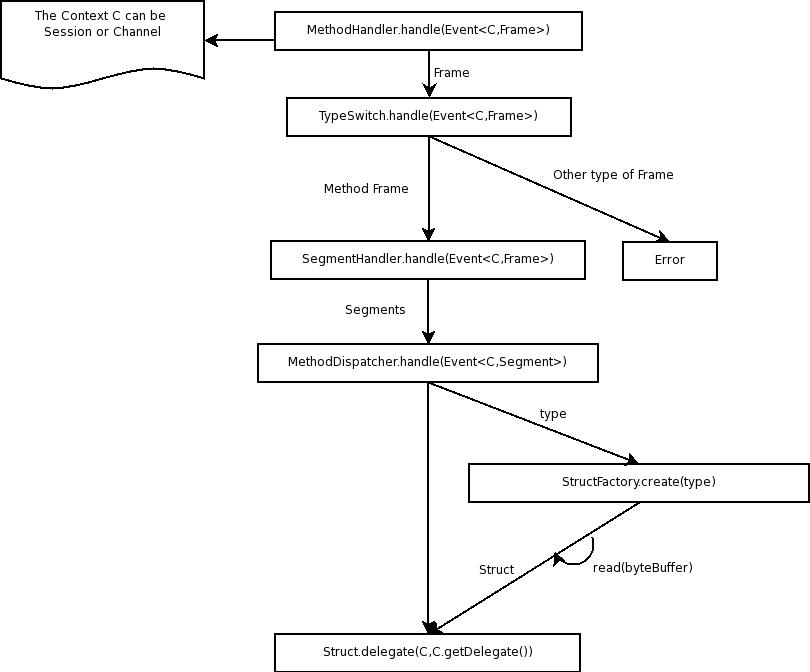 The Context C can be
Session or Channel
MethodHandler.handle(Event<C,Frame>)
Frame
TypeSwitch.handle(Event<C,Frame>)
Other type of Frame
Method Frame
SegmentHandler.handle(Event<C,Frame>)
Error
Segments
MethodDispatcher.handle(Event<C,Segment>)
type
StructFactory.create(type)
Struct
read(byteBuffer)
Struct.delegate(C,C.getDelegate())